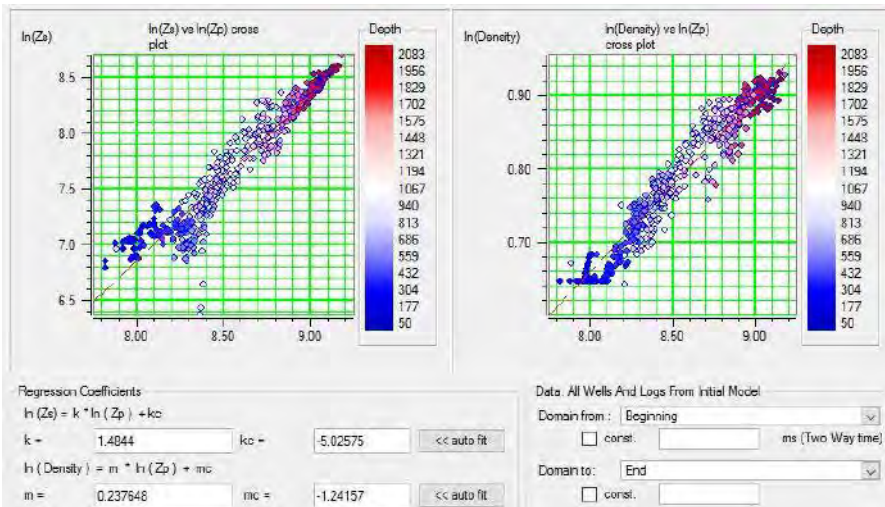 ln(Zs)
ln(Zs) vs ln(Zp) cross
plot
Depth
8.5
8.0
7.5
7.0
6.5
8.00 8.50 9.00
2083
1956
1829
1702
1575
1448
1321
1194
1067
940
813
686
559
432
304
177
50
ln(Density)
ln(Density) vs ln(Zp)
cross plot
Depth
0.90
0.80
0.70
8.00 8.50 9.00
2083
1956
1829
1702
1575
1448
1321
1194
1067
940
813
686
559
432
304
177
50
Regression Coefficients
ln (Zs) = k * ln ( Zp ) + kc
k = 1.4844 kc = -5.02575 << auto fit
ln ( Density ) = m * ln ( Zp ) + mc
m = 0.237648 mc = -1.24157 << auto fit
Data: All Wells And Logs From Initial Model
Domain from : Beginning
const. ms (Two Way time)
Domain to : End
const.